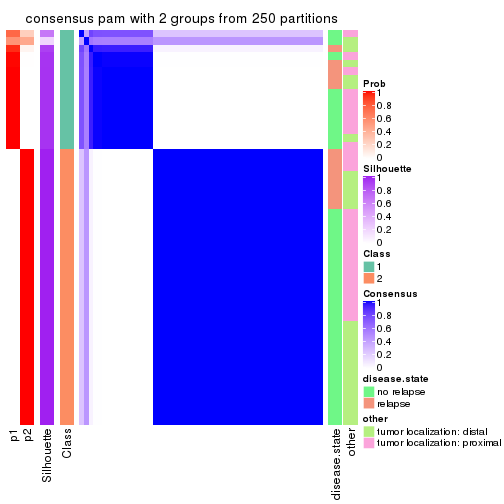 consensus pam with 2 groups from 250 partitions
Prob
1
0.8
0.6
0.4
0.2
0
Silhouette
1
0.8
0.6
0.4
0.2
0
Class
1
2
Consensus
1
0.8
0.6
0.4
0.2
0
disease.state
no relapse
relapse
other
tumor localization: distal
tumor localization: proximal
p1
p2
Silhouette
Class
disease.state
other